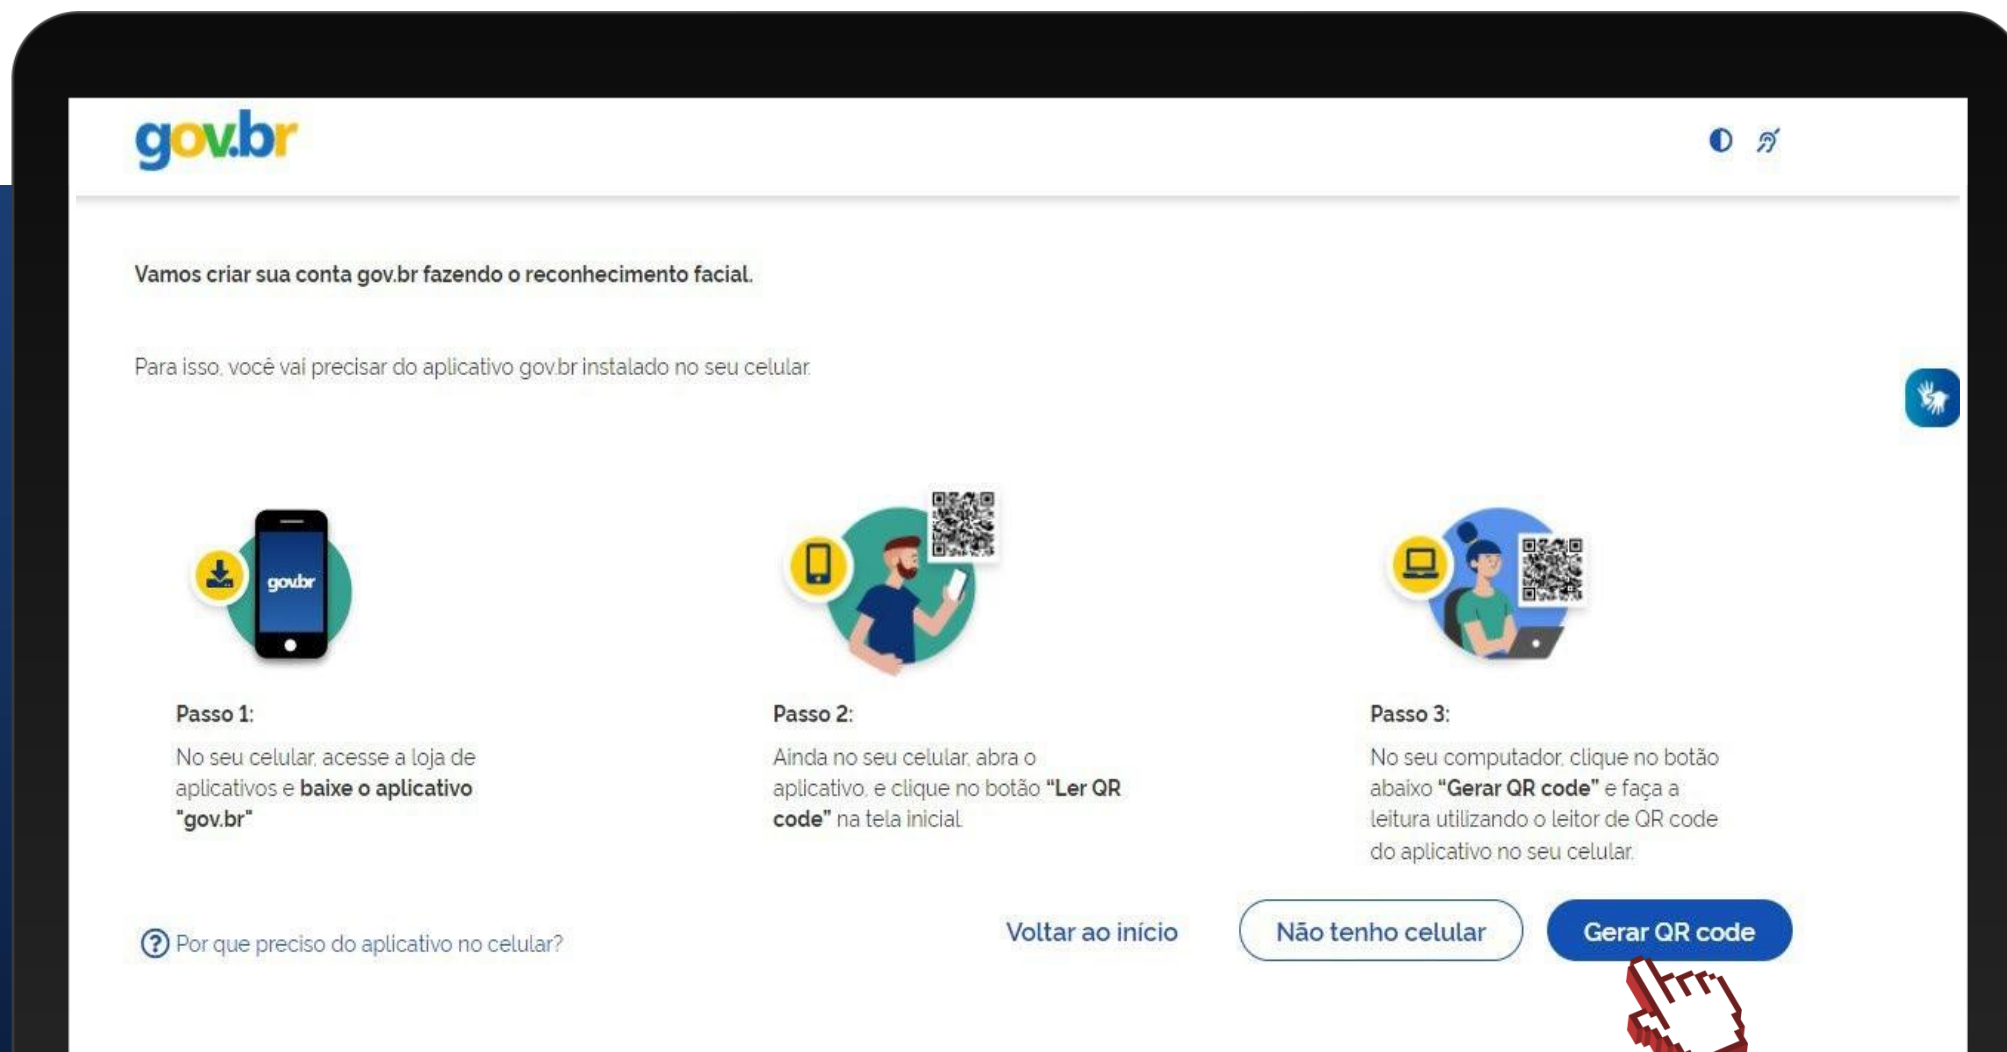 gov.br
Vamos criar sua conta gov.br fazendo o reconhecimento facial.
Para isso, você vai precisar do aplicativo gov.br instalado no seu celular.
gov.br
Passo 1:
No seu celular, acesse a loja de
aplicativos e baixe o aplicativo
"gov.br"
Passo 2:
Ainda no seu celular, abra o
aplicativo, e clique no botão “Ler QR
code” na tela inicial.
Passo 3:
No seu computador, clique no botão
abaixo “Gerar QR code” e faça a
leitura utilizando o leitor de QR code
do aplicativo no seu celular.
Por que preciso do aplicativo no celular?
Voltar ao início
Não tenho celular
Gerar QR code